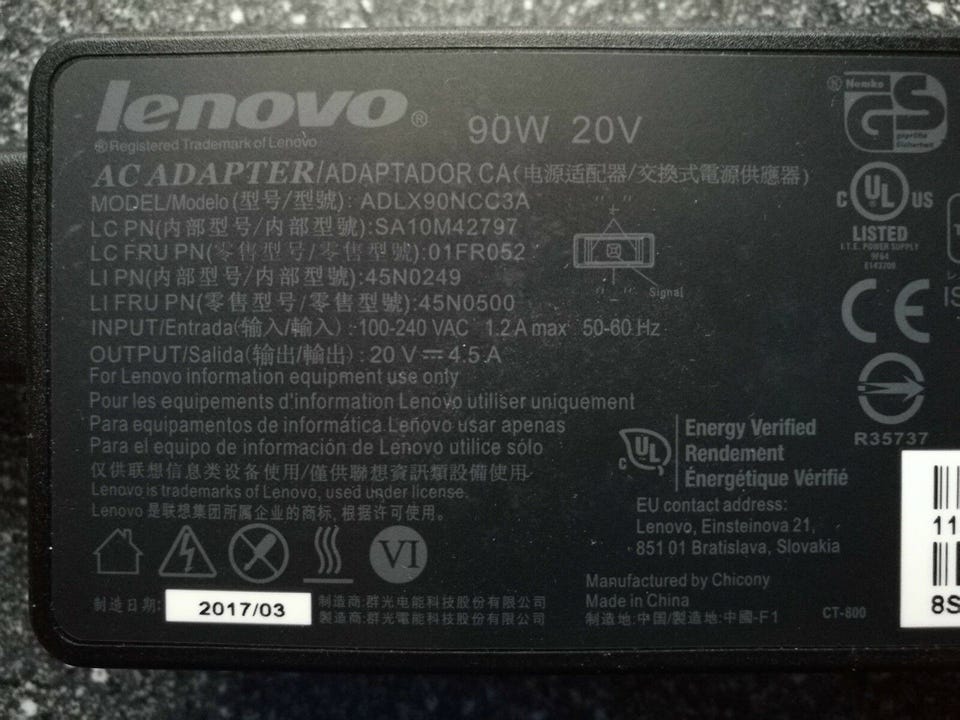 lenovo®
®Registered Trademark of Lenovo
90W 20V
AC ADAPTER/ADAPTADOR CA(电源适配器/交換式電源供應器)
MODEL/Modelo(型号/型號): ADLX90NCC3A
LC PN(内部型号/內部型號):SA10M42797
LC FRU PN(零售型号/零售型號):01FR052
LI PN(内部型号/內部型號):45N0249
LI FRU PN(零售型号/零售型號):45N0500
INPUT/Entrada(输入/輸入):100-240 VAC 1.2 A max 50-60 Hz
OUTPUT/Salida(输出/輸出): 20 V⎓4.5 A
For Lenovo information equipment use only
Pour les equipements d'information Lenovo utiliser uniquement
Para equipamentos de informática Lenovo usar apenas
Para el equipo de información de Lenovo utilice sólo
仅供联想信息类设备使用/僅供聯想資訊類設備使用
Lenovo is trademarks of Lenovo, used under license.
Lenovo 是联想集团所属企业的商标, 根据许可使用。
VI
制造日期:
2017/03
制造商:群光电能科技股份有限公司
製造商:群光電能科技股份有限公司
Signal
Nemko
GS
geprüfte
Sicherheit
C UL US
LISTED
I.T.E. POWER SUPPLY
9F64
E143709
CE
R35737
c UL
Energy Verified
Rendement
Énergétique Vérifié
EU contact address:
Lenovo, Einsteinova 21,
851 01 Bratislava, Slovakia
Manufactured by Chicony
Made in China
制造地:中国/製造地:中國-F1
CT-800
IS
11
8S